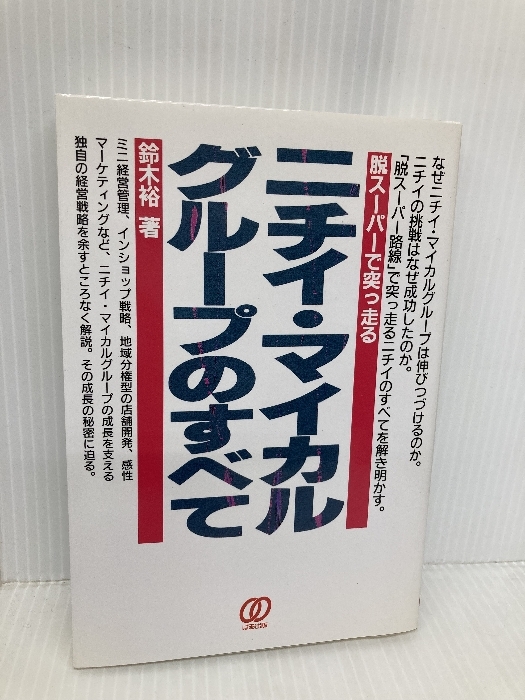 なぜニチイ・マイカルグループは伸びつづけるのか。
ニチイの挑戦はなぜ成功したのか。
「脱スーパー路線」で突っ走るニチイのすべてを解き明かす。
脱スーパーで突っ走る
ニチイ・マイカル
グループのすべて
鈴木裕 著
ミニ経営管理、インショップ戦略、地域分権型の店舗開発、感性
マーケティングなど、ニチイ・マイカルグループの成長を支える
独自の経営戦略を余すところなく解説。その成長の秘密に迫る。
ぱる出版